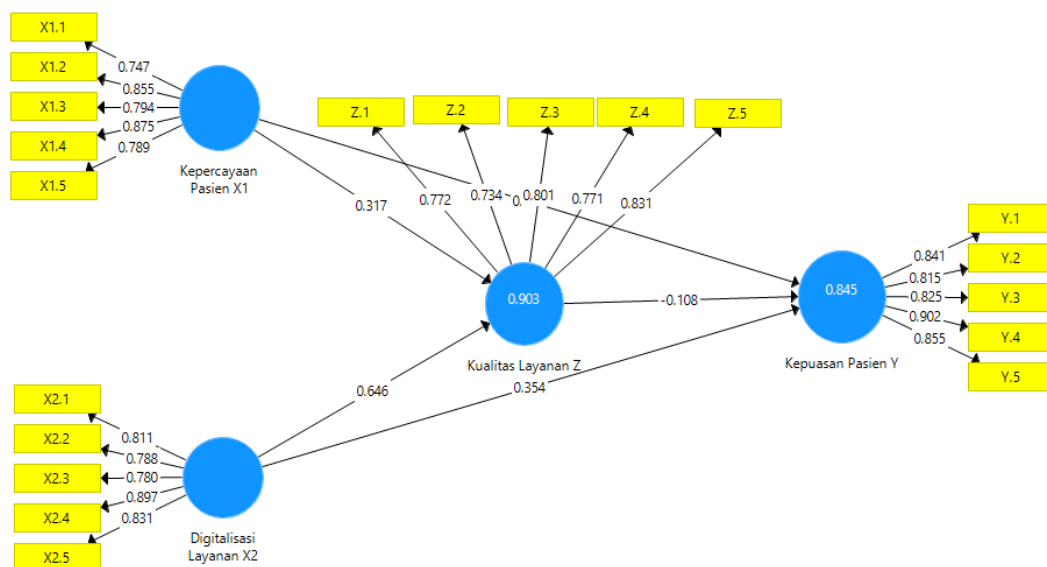 X1.1
X1.2
X1.3
X1.4
X1.5
0.747
0.855
0.794
0.875
0.789
Kepercayaan
Pasien X1
Z.1
Z.2
Z.3
Z.4
Z.5
0.772
0.734
0.801
0.771
0.831
0.317
0.903
Kualitas Layanan Z
-0.108
0.646
0.354
0.845
Kepuasan Pasien Y
Y.1
Y.2
Y.3
Y.4
Y.5
0.841
0.815
0.825
0.902
0.855
X2.1
X2.2
X2.3
X2.4
X2.5
0.811
0.788
0.780
0.897
0.831
Digitalisasi
Layanan X2